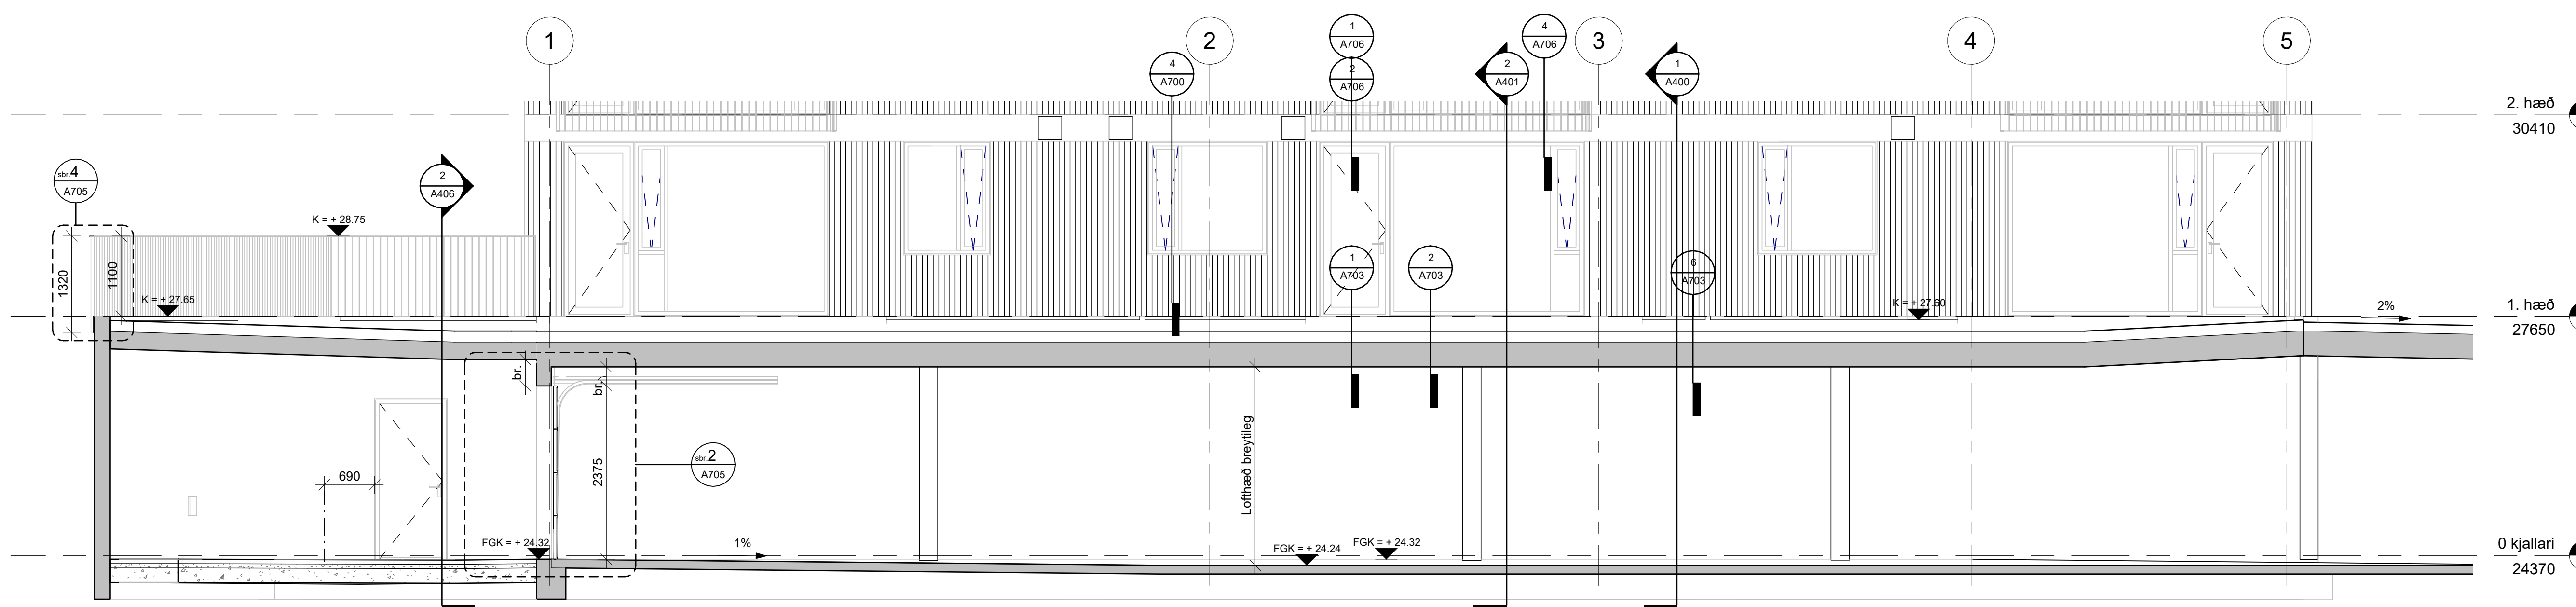 1
2
3
4
5
1
A706
2
A706
4
A706
4
A700
2
A401
1
A400
2. hæð
30410
sbr.4
A705
2
A406
K = + 28.75
1320
1100
K = + 27.65
1
A703
2
A703
6
A703
K = + 27.60
2%
1. hæð
27650
br.
br.
sbr.2
A705
690
2375
Lofthæð breytileg
FGK = + 24.32
1%
FGK = + 24.24
FGK = + 24.32
0 kjallari
24370